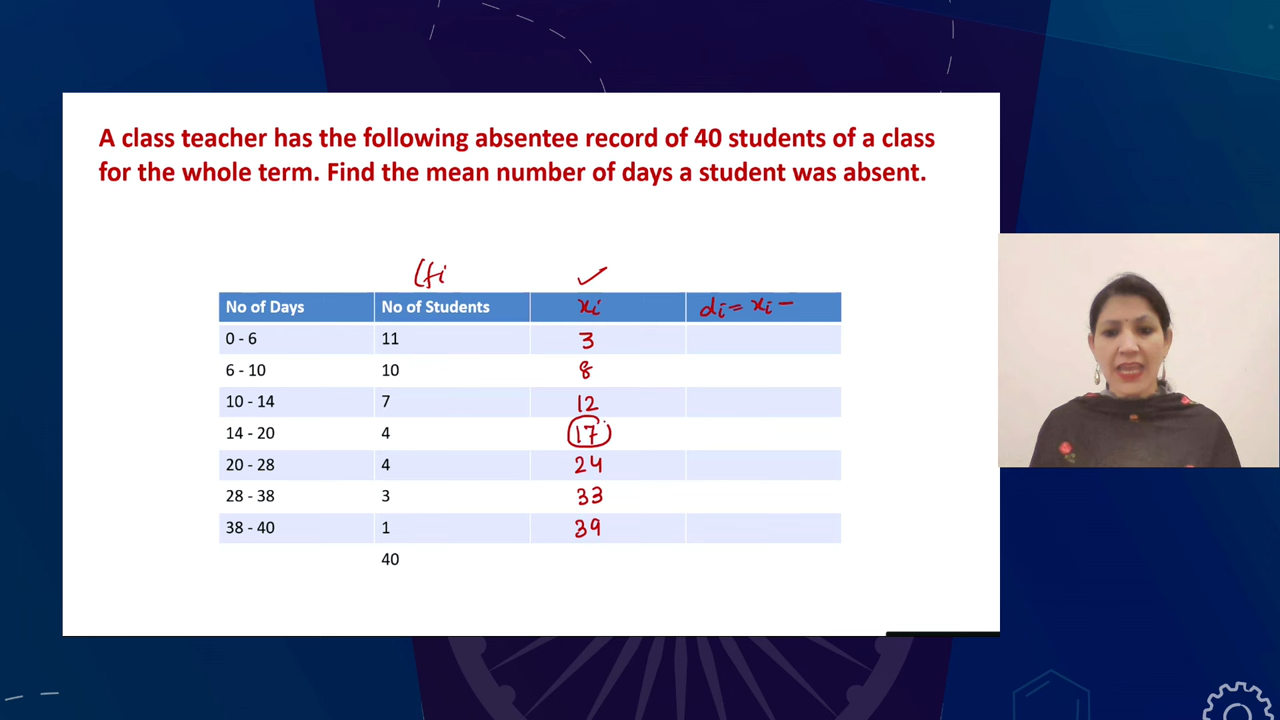 A class teacher has the following absentee record of 40 students of a class
for the whole term. Find the mean number of days a student was absent.
(fi
No of Days No of Students xi di = xi –
0 - 6 11 3
6 - 10 10 8
10 - 14 7 12
14 - 20 4 17
20 - 28 4 24
28 - 38 3 33
38 - 40 1 39
40